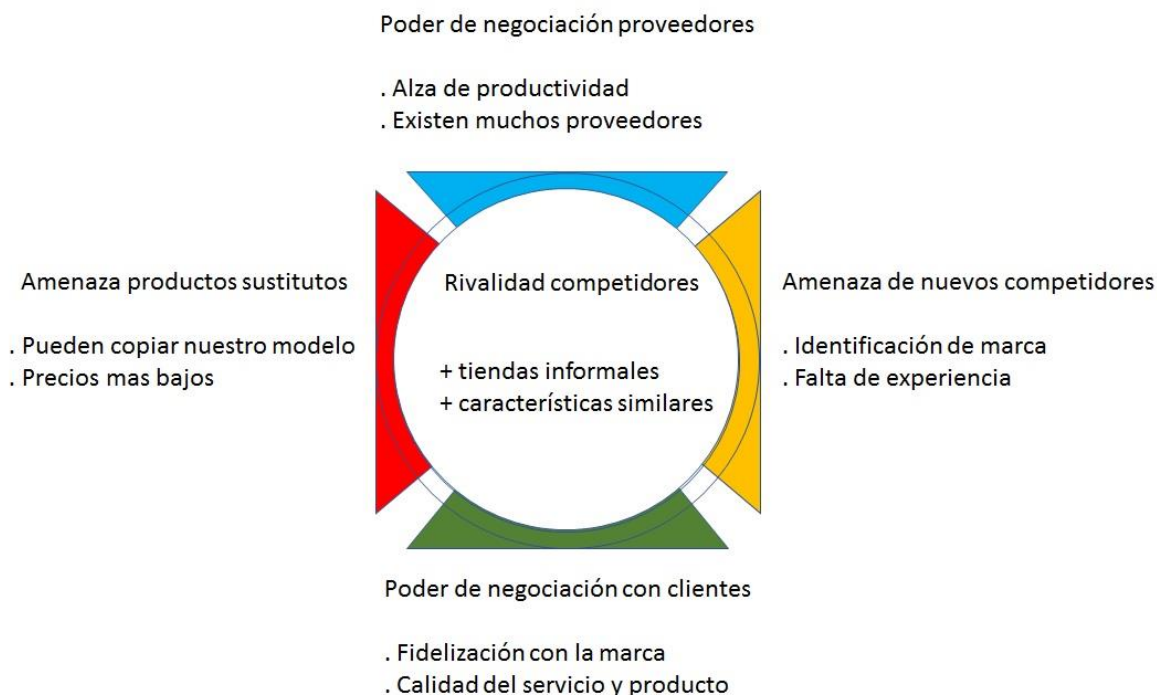 Poder de negociación proveedores
. Alza de productividad
. Existen muchos proveedores
Amenaza productos sustitutos
. Pueden copiar nuestro modelo
. Precios mas bajos
Rivalidad competidores
+ tiendas informales
+ características similares
Amenaza de nuevos competidores
. Identificación de marca
. Falta de experiencia
Poder de negociación con clientes
. Fidelización con la marca
. Calidad del servicio y producto